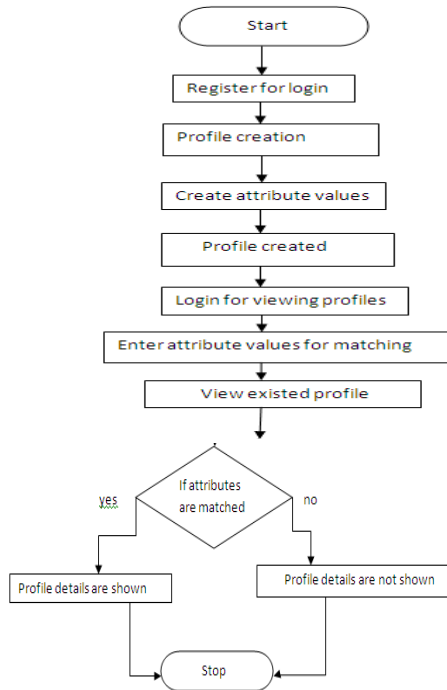 Start
Register for login
Profile creation
Create attribute values
Profile created
Login for viewing profiles
Enter attribute values for matching
View existed profile
If attributes
are matched
yes
no
Profile details are shown
Profile details are not shown
Stop